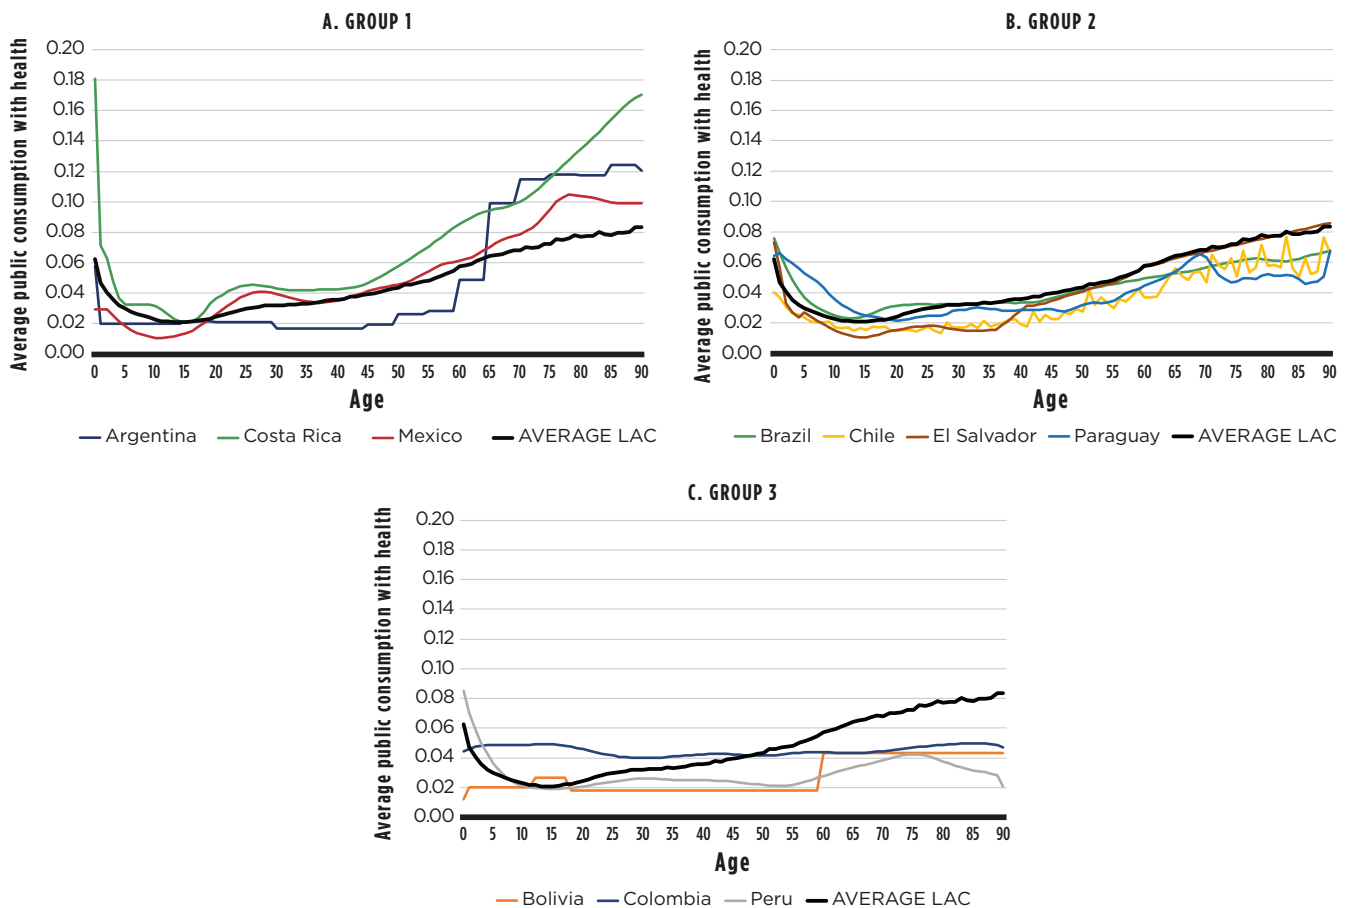 A. GROUP 1
Average public consumption with health
0.20
0.18
0.16
0.14
0.12
0.10
0.08
0.06
0.04
0.02
0.00
0 5 10 15 20 25 30 35 40 45 50 55 60 65 70 75 80 85 90
Age
Argentina Costa Rica Mexico AVERAGE LAC
B. GROUP 2
Average public consumption with health
0.20
0.18
0.16
0.14
0.12
0.10
0.08
0.06
0.04
0.02
0.00
0 5 10 15 20 25 30 35 40 45 50 55 60 65 70 75 80 85 90
Age
Brazil Chile El Salvador Paraguay AVERAGE LAC
C. GROUP 3
Average public consumption with health
0.20
0.18
0.16
0.14
0.12
0.10
0.08
0.06
0.04
0.02
0.00
0 5 10 15 20 25 30 35 40 45 50 55 60 65 70 75 80 85 90
Age
Bolivia Colombia Peru AVERAGE LAC